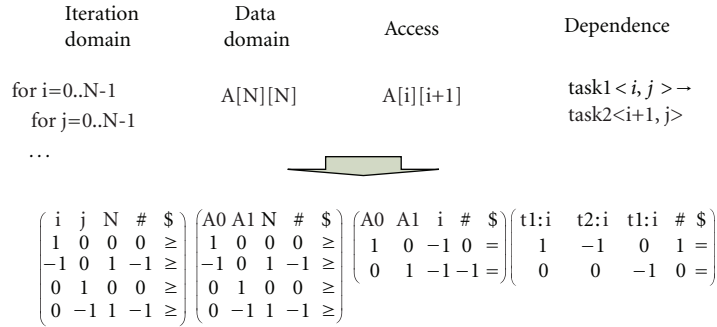 Iteration domain
Data domain
Access
Dependence
for i=0..N-1
for j=0..N-1
...
A[N][N]
A[i][i+1]
task1<i, j >→
task2<i+1, j>
i j N # $
1 0 0 0 ≥
−1 0 1 −1 ≥
0 1 0 0 ≥
0 −1 1 −1 ≥
A0 A1 N # $
1 0 0 0 ≥
−1 0 1 −1 ≥
0 1 0 0 ≥
0 −1 1 −1 ≥
A0 A1 i # $
1 0 −1 0 =
0 1 −1 −1 =
t1:i t2:i t1:i # $
1 −1 0 1 =
0 0 −1 0 =